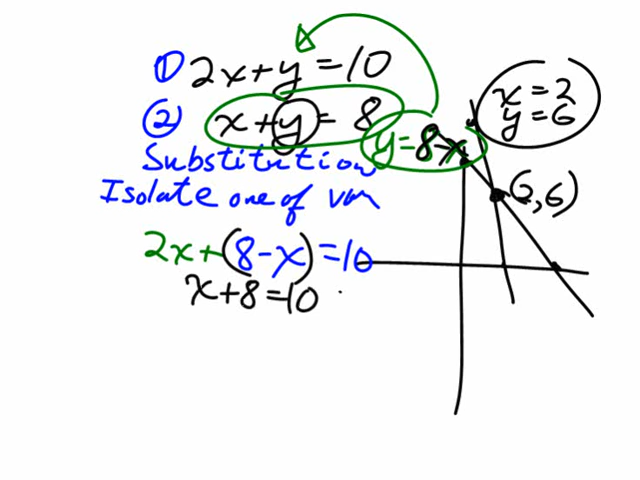 ① 2x+y=10
② x+y=8
y=8-x
x=2
y=6
Substitution
Isolate one of var
(2,6)
2x+(8-x)=10
x+8=10